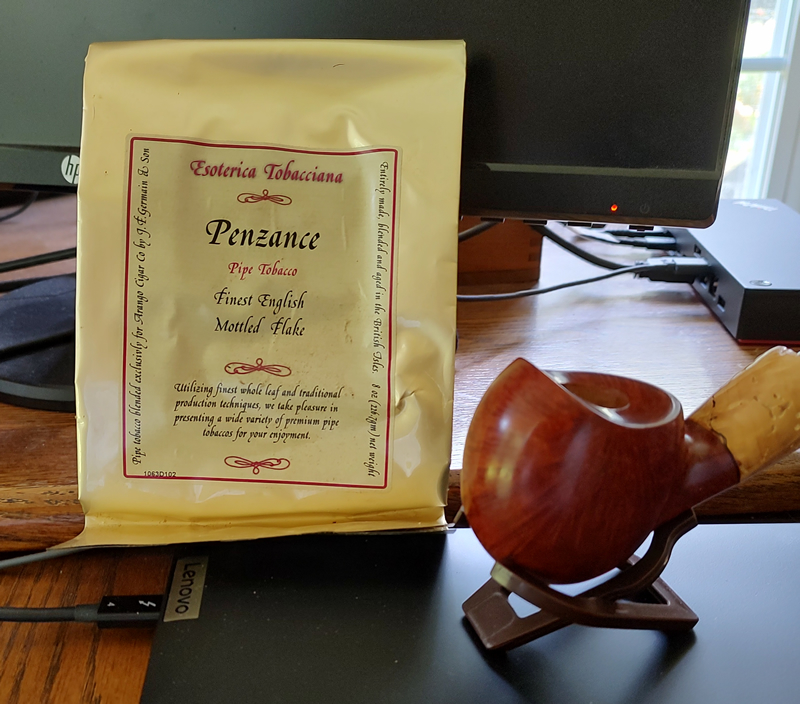 hp
Esoterica Tobacciana
Penzance
Pipe Tobacco
Finest English
Mottled Flake
Utilizing finest whole leaf and traditional
production techniques, we take pleasure in
presenting a wide variety of premium pipe
tobaccos for your enjoyment.
Pipe tobacco blended exclusivly for Arango Cigar Co by J.F.Germain & Son
Entirely made, blended and aged in the British Isles. 8 oz (226.7gm) net weight
1063D102
Lenovo